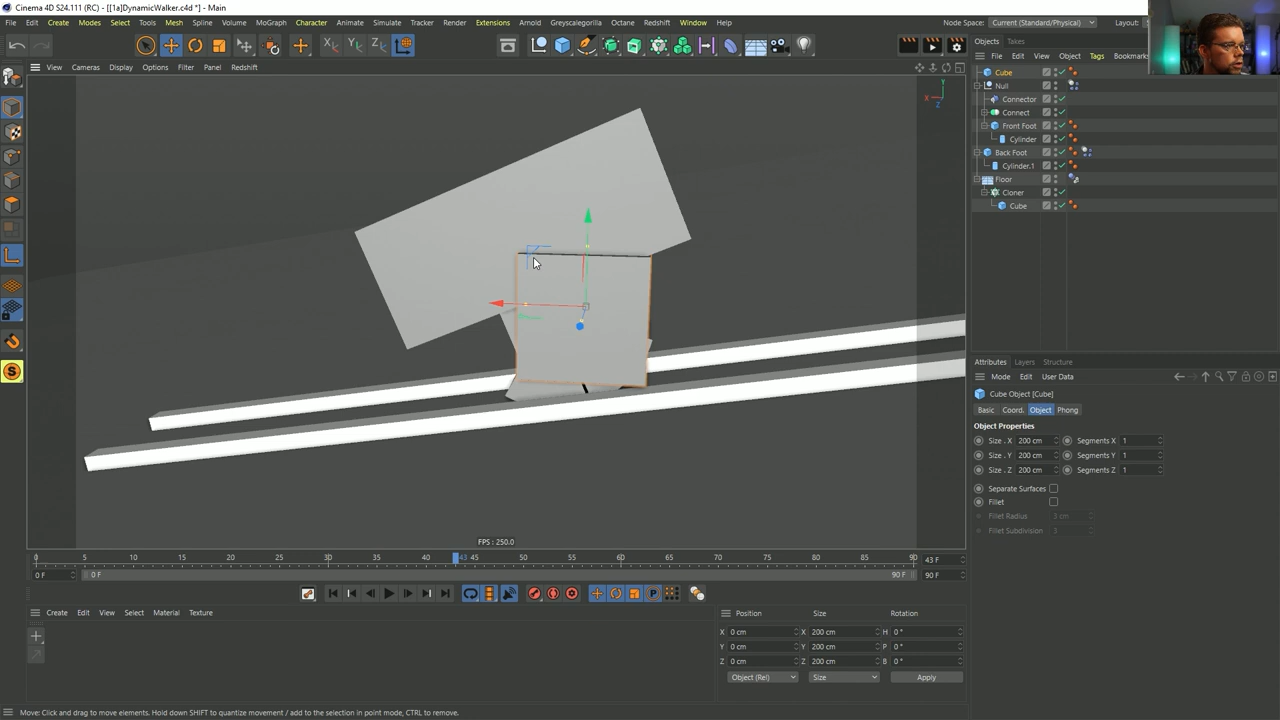 Cinema 4D S24.111 (RC) - [[1a]DynamicWalker.c4d *] - Main
File Create Modes Select Tools Mesh Spline Volume MoGraph Character Animate Simulate Tracker Render Extensions Arnold Greyscalegorilla Octane Redshift Window Help
Node Space: Current (Standard/Physical) Layout:
View Cameras Display Options Filter Panel Redshift
X Y Z
Y
X
Z
Objects Takes
File Edit View Object Tags Bookmarks
Cube
Null
Connector
Connect
Front Foot
Cylinder
Back Foot
Cylinder.1
Floor
Cloner
Cube
Attributes Layers Structure
Mode Edit User Data
Cube Object [Cube]
Basic Coord. Object Phong
Object Properties
Size . X 200 cm Segments X 1
Size . Y 200 cm Segments Y 1
Size . Z 200 cm Segments Z 1
Separate Surfaces
Fillet
Fillet Radius 3 cm
Fillet Subdivision 3
S
FPS : 250.0
0 5 10 15 20 25 30 35 40 43 45 50 55 60 65 70 75 80 85 90 43 F
0 F 0 F 90 F 90 F
P
Create Edit View Select Material Texture
Position Size Rotation
X 0 cm X 200 cm H 0 °
Y 0 cm Y 200 cm P 0 °
Z 0 cm Z 200 cm B 0 °
Object (Rel) Size Apply
Move: Click and drag to move elements. Hold down SHIFT to quantize movement / add to the selection in point mode, CTRL to remove.